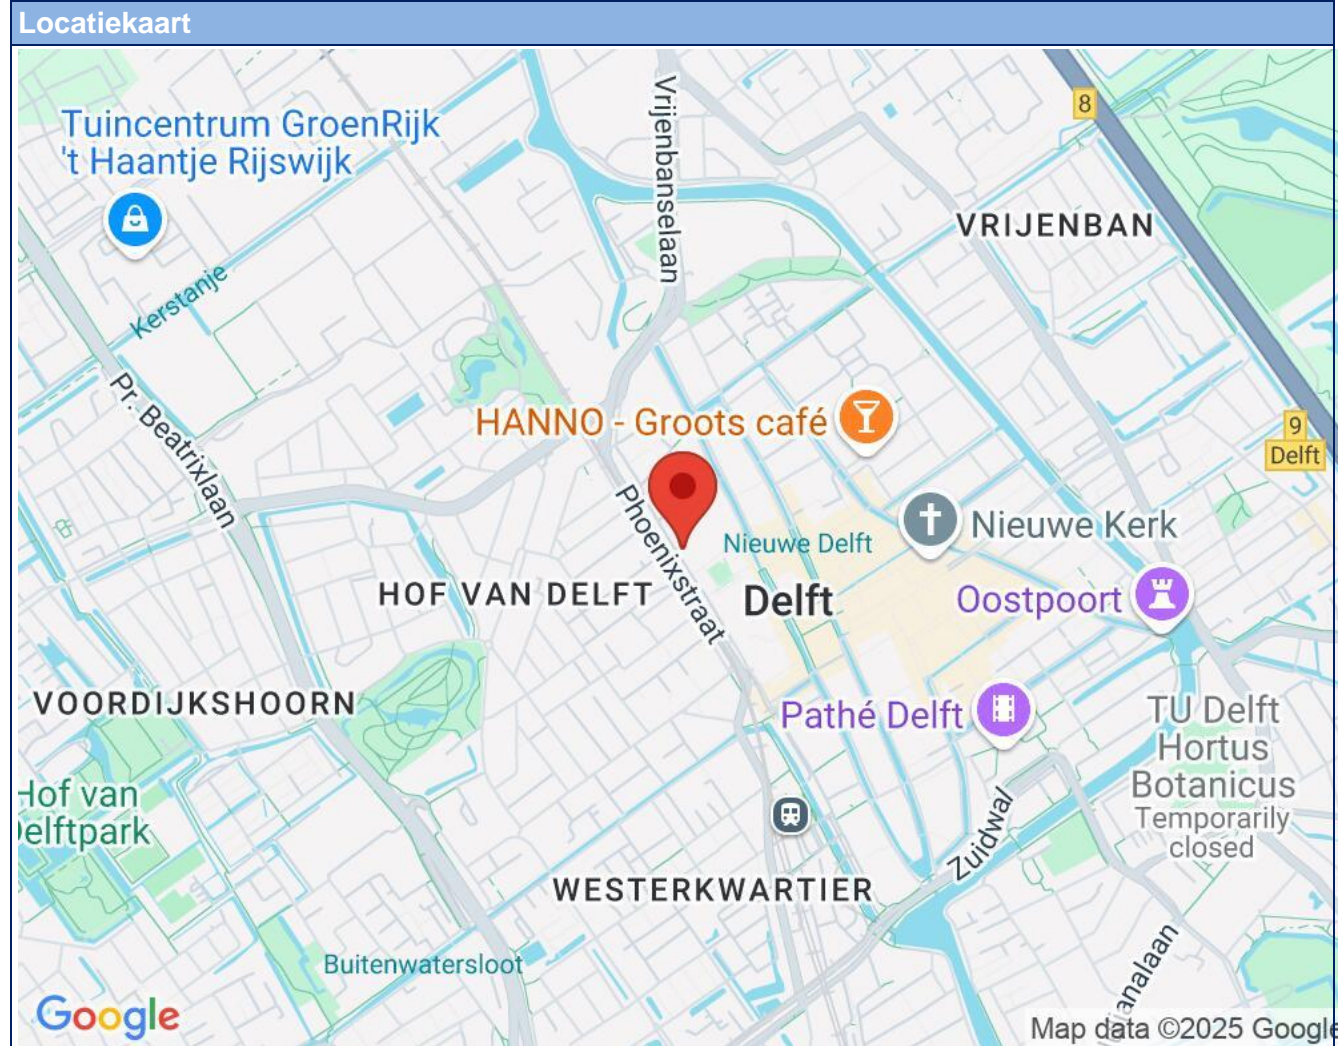 Locatiekaart
Vrijenbanselaan
8
Tuincentrum GroenRijk
't Haantje Rijswijk
VRIJENBAN
Kerstanje
Pr. Beatrixlaan
HANNO - Groots café
9
Delft
Phoenixstraat
Nieuwe Kerk
Nieuwe Delft
HOF VAN DELFT
Delft
Oostpoort
VOORDIJKSHOORN
Pathé Delft
TU Delft
Hortus
Botanicus
Temporarily
closed
Hof van
Delftpark
Zuidwal
WESTERKWARTIER
Buitenwatersloot
Google
Map data ©2025 Google